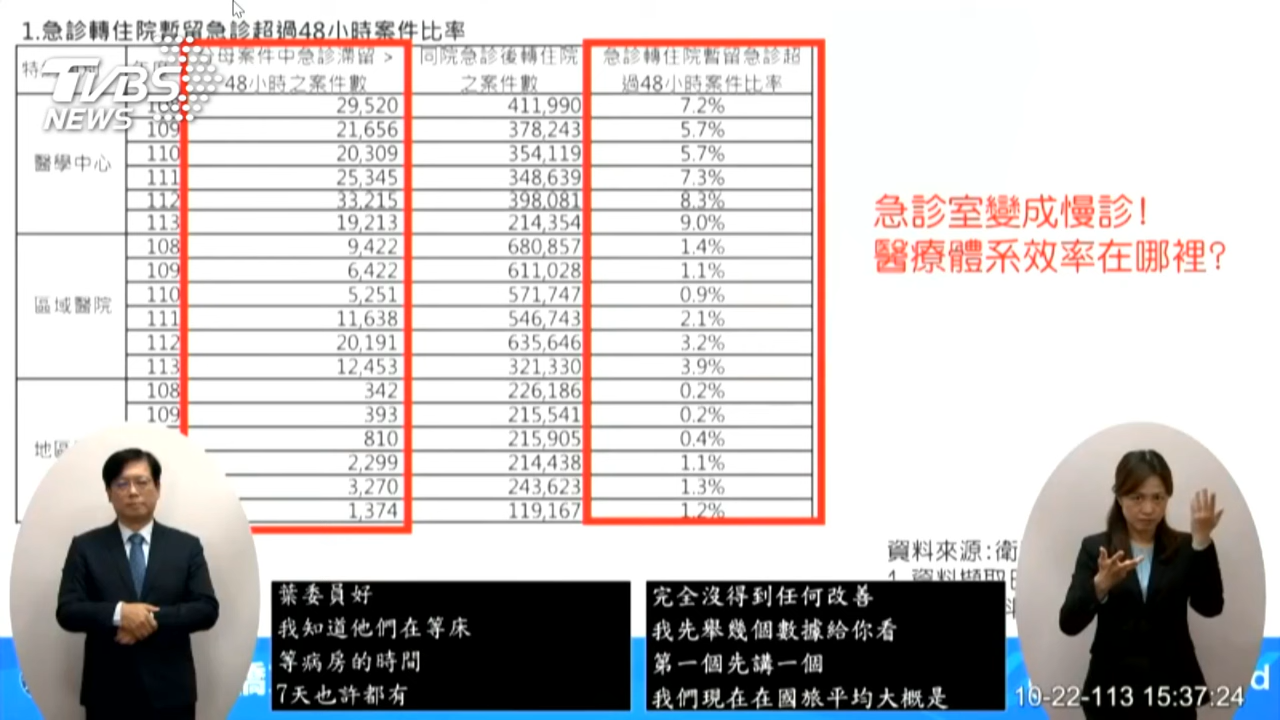 1.急診轉住院暫留急診超過48小時案件比率
TVBS
NEWS
母案件中急診滯留 >
48小時之案件數
同院急診後轉住院
之案件數
急診轉住院暫留急診超
過48小時案件比率
29,520 411,990 7.2%
109 21,656 378,243 5.7%
醫學中心
110 20,309 354,119 5.7%
111 25,345 348,639 7.3%
112 33,215 398,081 8.3%
113 19,213 214,354 9.0%
108 9,422 680,857 1.4%
109 6,422 611,028 1.1%
區域醫院
110 5,251 571,747 0.9%
111 11,638 546,743 2.1%
112 20,191 635,646 3.2%
113 12,453 321,330 3.9%
108 342 226,186 0.2%
109 393 215,541 0.2%
地區
810 215,905 0.4%
2,299 214,438 1.1%
3,270 243,623 1.3%
1,374 119,167 1.2%
急診室變成慢診!
醫療體系效率在哪裡?
資料來源:衛
葉委員好
我知道他們在等床
等病房的時間
7天也許都有
完全沒得到任何改善
我先舉幾個數據給你看
第一個先講一個
我們現在在國旅平均大概是
10-22-113 15:37:24